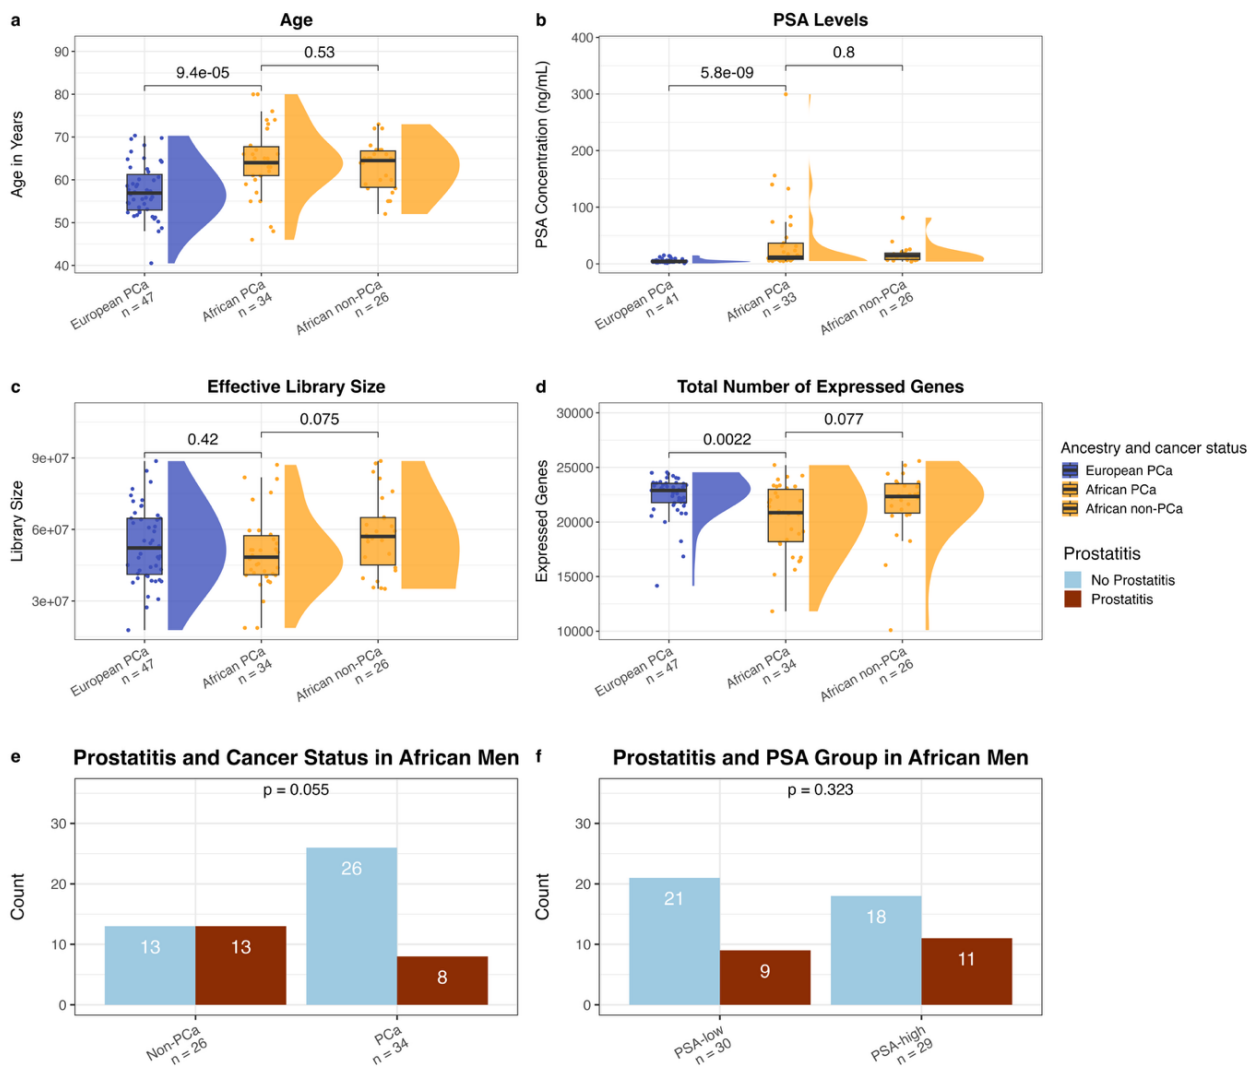 a
Age
90
80
70
60
50
40
Age in Years
9.4e-05
0.53
European PCa
n = 47
African PCa
n = 34
African non-PCa
n = 26
b
PSA Levels
400
300
200
100
0
PSA Concentration (ng/mL)
5.8e-09
0.8
European PCa
n = 41
African PCa
n = 33
African non-PCa
n = 26
c
Effective Library Size
9e+07
6e+07
3e+07
Library Size
0.42
0.075
European PCa
n = 47
African PCa
n = 34
African non-PCa
n = 26
d
Total Number of Expressed Genes
30000
25000
20000
15000
10000
Expressed Genes
0.0022
0.077
European PCa
n = 47
African PCa
n = 34
African non-PCa
n = 26
Ancestry and cancer status
European PCa
African PCa
African non-PCa
Prostatitis
No Prostatitis
Prostatitis
e
Prostatitis and Cancer Status in African Men
p = 0.055
30
20
10
0
Count
13
13
26
8
Non-PCa
n = 26
PCa
n = 34
f
Prostatitis and PSA Group in African Men
p = 0.323
30
20
10
0
Count
21
9
18
11
PSA-low
n = 30
PSA-high
n = 29